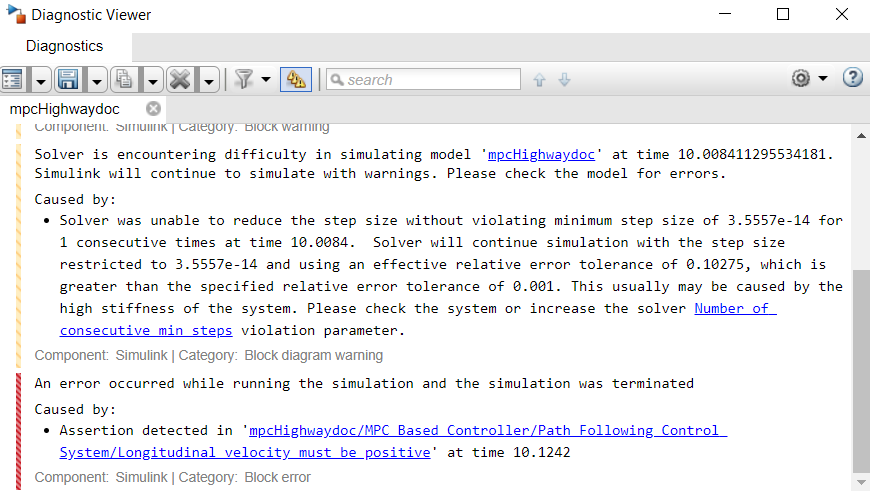 Diagnostic Viewer
Diagnostics
search
mpcHighwaydoc
Component: Simulink | Category: Block warning
Solver is encountering difficulty in simulating model 'mpcHighwaydoc' at time 10.008411295534181.
Simulink will continue to simulate with warnings. Please check the model for errors.
Caused by:
• Solver was unable to reduce the step size without violating minimum step size of 3.5557e-14 for
1 consecutive times at time 10.0084. Solver will continue simulation with the step size
restricted to 3.5557e-14 and using an effective relative error tolerance of 0.10275, which is
greater than the specified relative error tolerance of 0.001. This usually may be caused by the
high stiffness of the system. Please check the system or increase the solver Number of
consecutive min steps violation parameter.
Component: Simulink | Category: Block diagram warning
An error occurred while running the simulation and the simulation was terminated
Caused by:
• Assertion detected in 'mpcHighwaydoc/MPC Based Controller/Path Following Control
System/Longitudinal velocity must be positive' at time 10.1242
Component: Simulink | Category: Block error